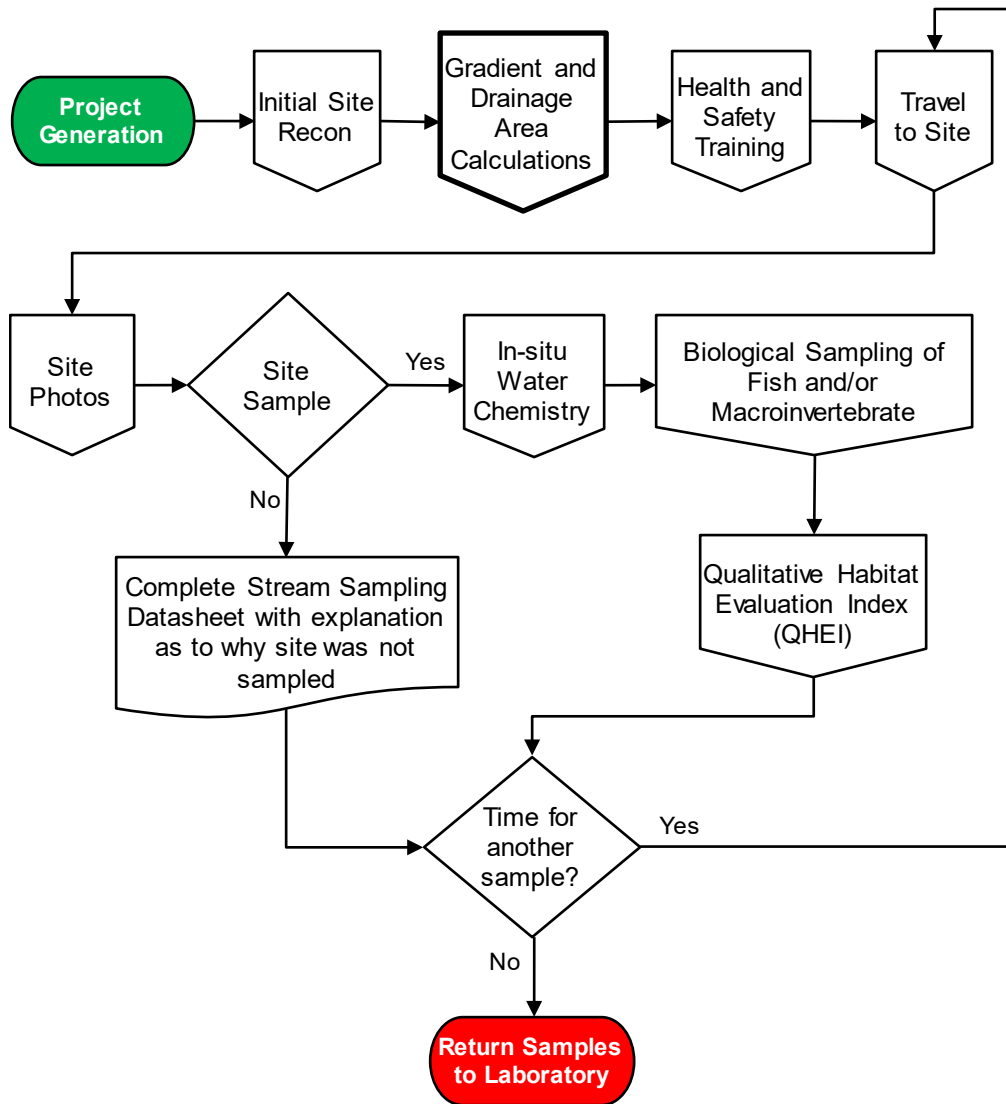 Project
Generation
Initial Site
Recon
Gradient and
Drainage
Area
Calculations
Health and
Safety
Training
Travel
to Site
Site
Photos
Site
Sample
Yes
In-situ
Water
Chemistry
Biological Sampling of
Fish and/or
Macroinvertebrate
No
Complete Stream Sampling
Datasheet with explanation
as to why site was not
sampled
Qualitative Habitat
Evaluation Index
(QHEI)
Time for
another
sample?
Yes
No
Return Samples
to Laboratory